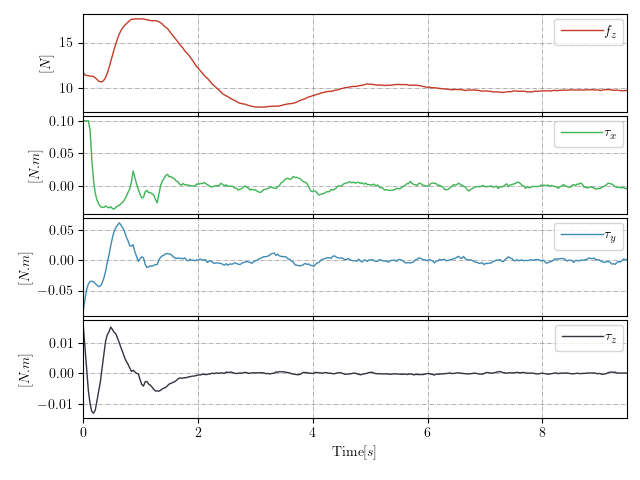 15
10
[N]
f_z
0.10
0.05
0.00
[N.m]
τ_x
0.05
0.00
−0.05
[N.m]
τ_y
0.01
0.00
−0.01
[N.m]
τ_z
0 2 4 6 8
Time[s]